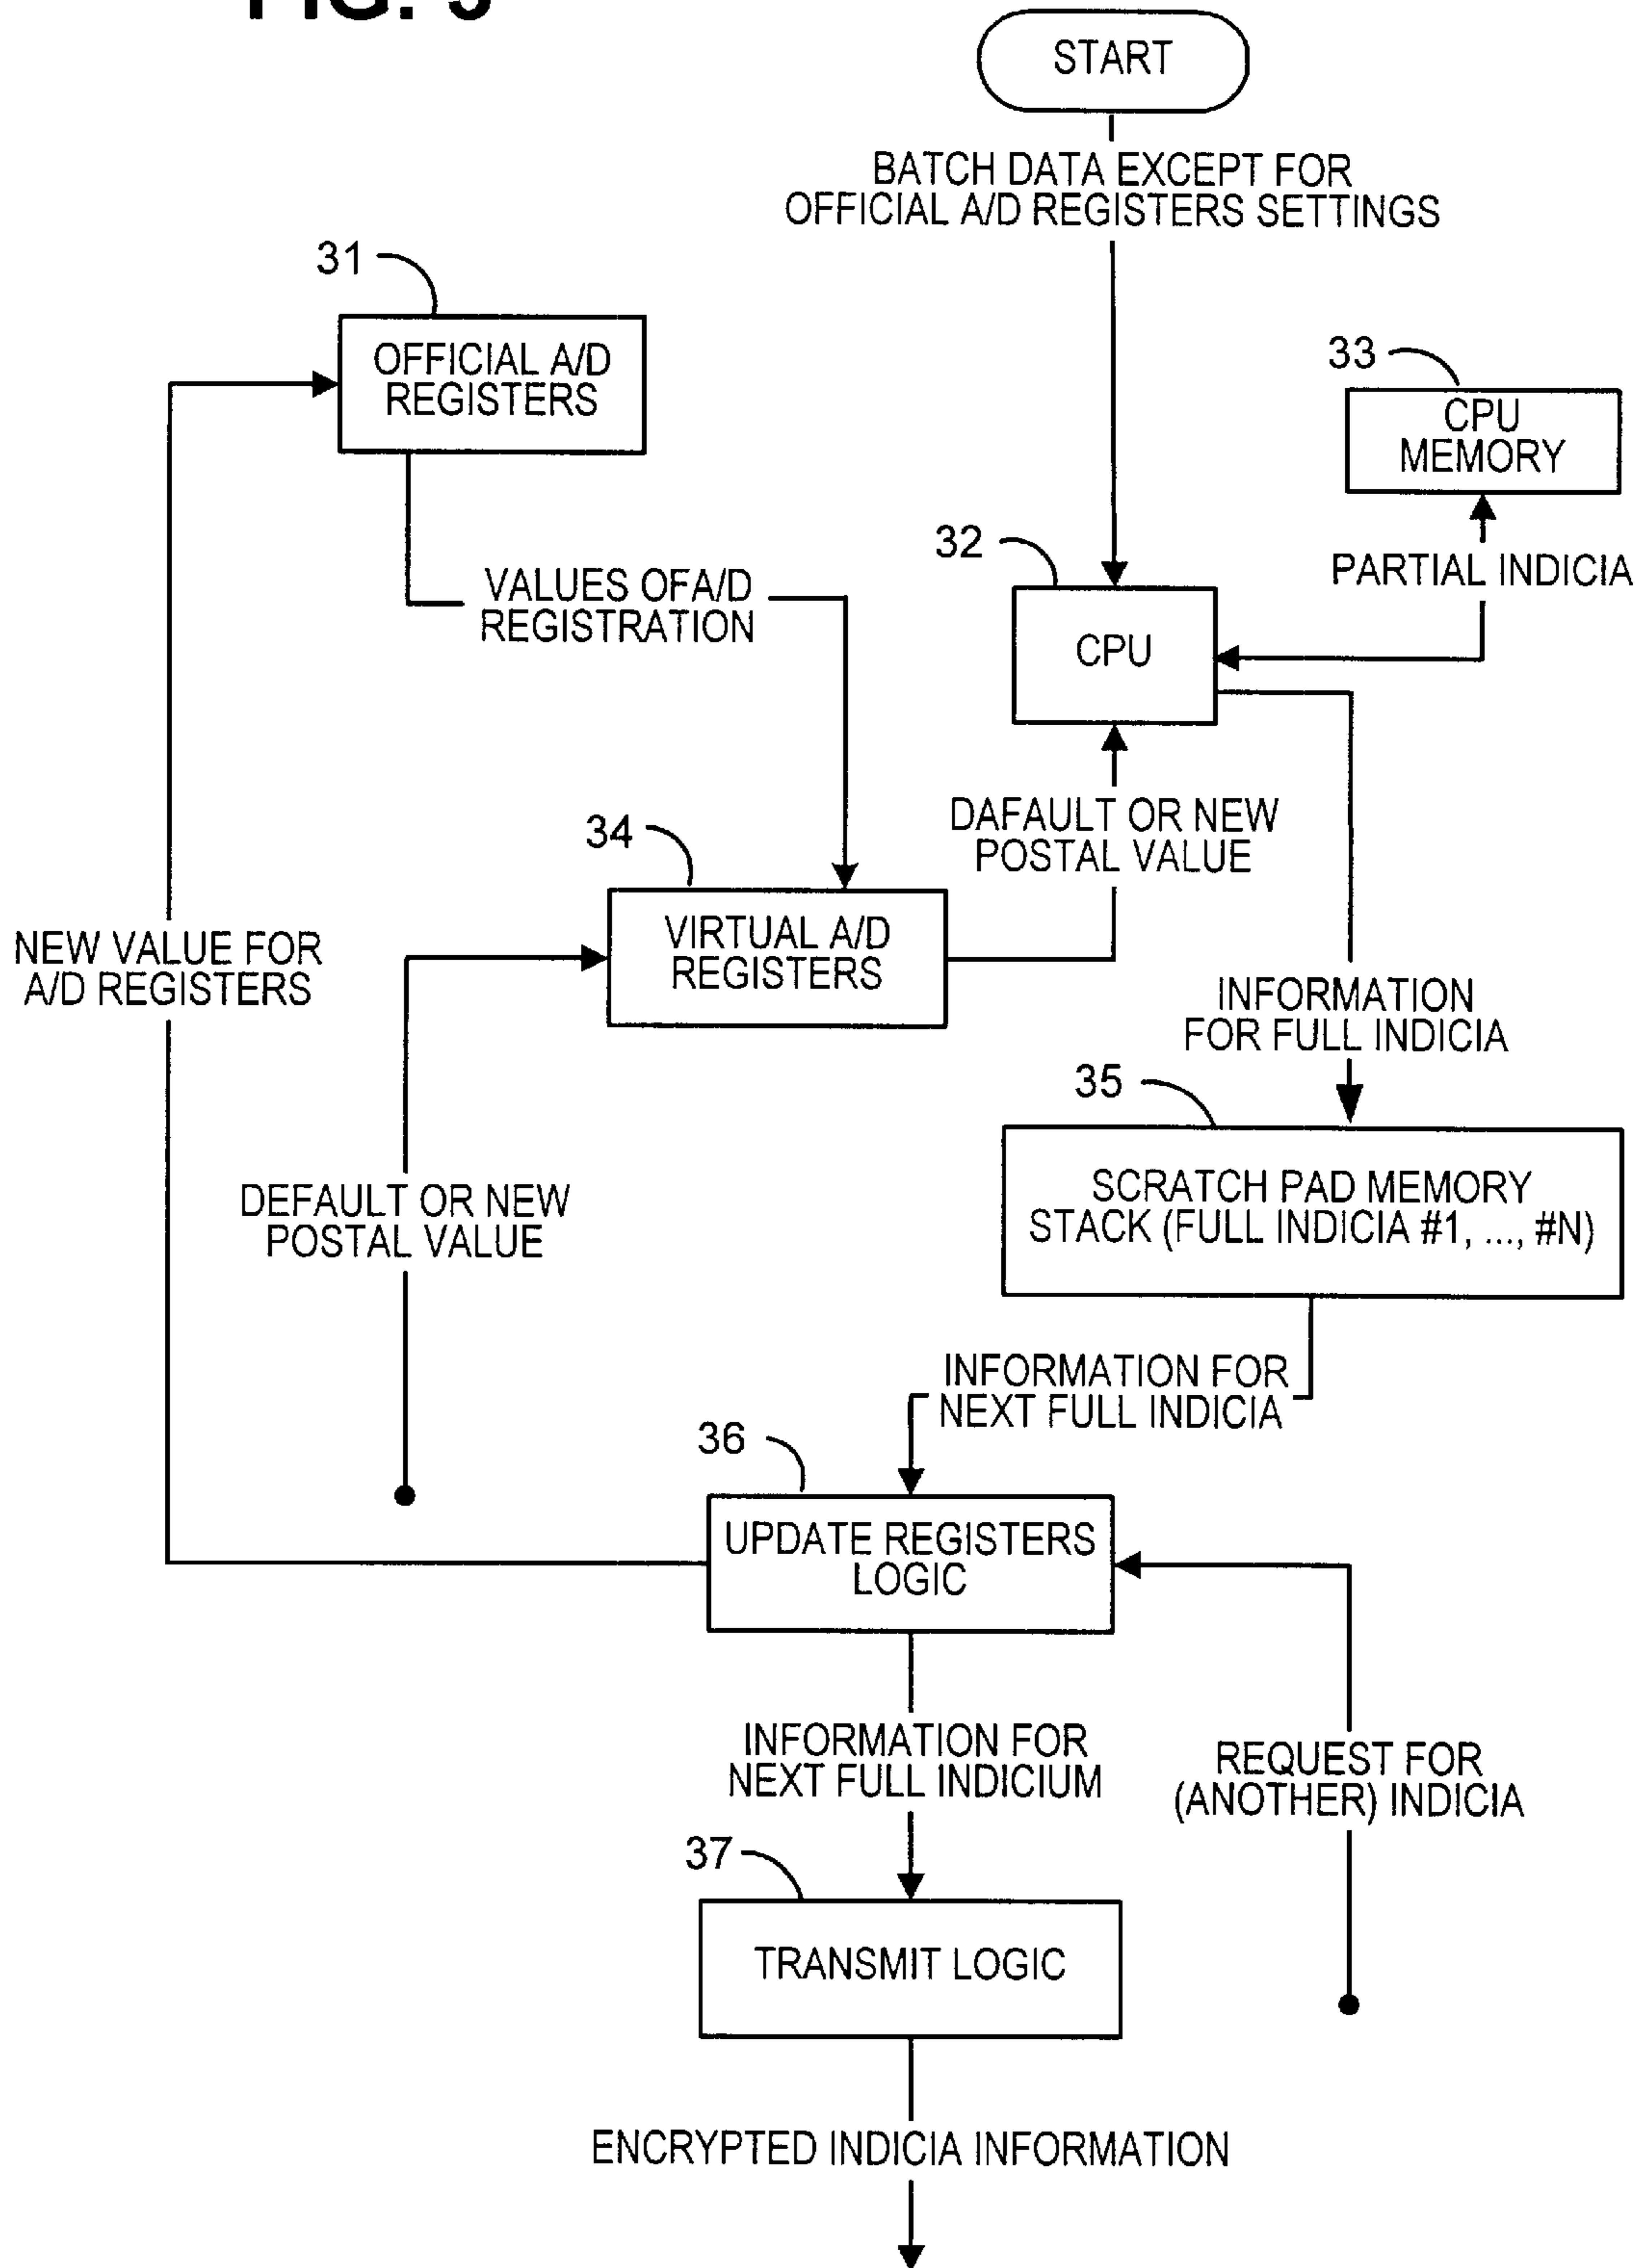 START
BATCH DATA EXCEPT FOR
OFFICIAL A/D REGISTERS SETTINGS
31
OFFICIAL A/D
REGISTERS
33
CPU
MEMORY
32
PARTIAL INDICIA
VALUES OFA/D
REGISTRATION
CPU
34
DAFAULT OR NEW
POSTAL VALUE
VIRTUAL A/D
REGISTERS
NEW VALUE FOR
A/D REGISTERS
INFORMATION
FOR FULL INDICIA
35
SCRATCH PAD MEMORY
STACK (FULL INDICIA #1, ..., #N)
DEFAULT OR NEW
POSTAL VALUE
INFORMATION FOR
NEXT FULL INDICIA
36
UPDATE REGISTERS
LOGIC
INFORMATION FOR
NEXT FULL INDICIUM
REQUEST FOR
(ANOTHER) INDICIA
37
TRANSMIT LOGIC
ENCRYPTED INDICIA INFORMATION